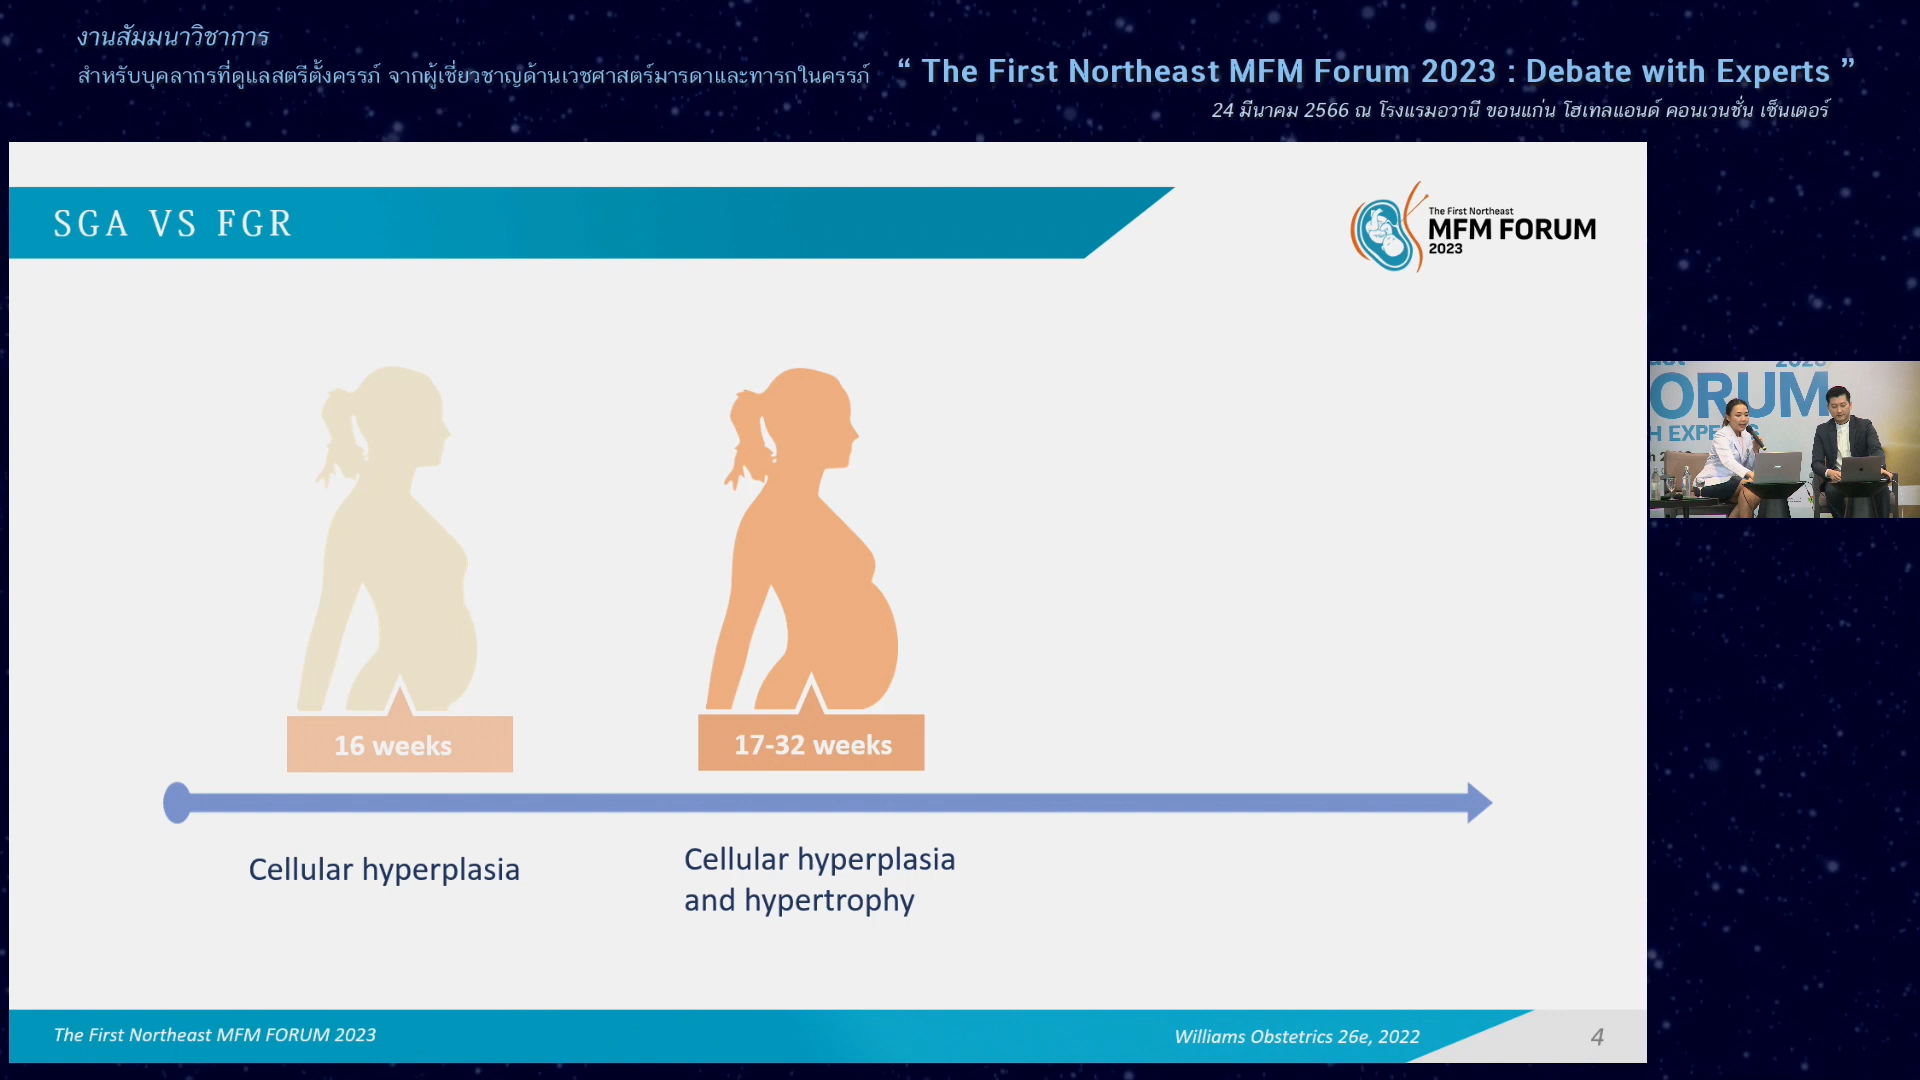 งานสัมมนาวิชาการ
สำหรับบุคลากรที่ดูแลสตรีตั้งครรภ์ จากผู้เชี่ยวชาญด้านเวชศาสตร์มารดาและทารกในครรภ์
“ The First Northeast MFM Forum 2023 : Debate with Experts ”
24 มีนาคม 2566 ณ โรงแรมอวานี ขอนแก่น โฮเทลแอนด์ คอนเวนชั่น เซ็นเตอร์
SGA VS FGR
The First Northeast
MFM FORUM
2023
16 weeks
17-32 weeks
Cellular hyperplasia
Cellular hyperplasia
and hypertrophy
The First Northeast MFM FORUM 2023
Williams Obstetrics 26e, 2022
4
ORUM